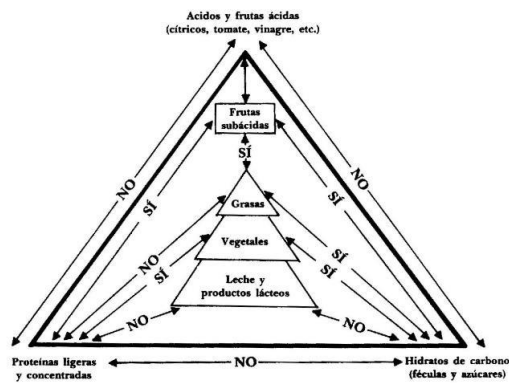 Acidos y frutas ácidas
(cítricos, tomate, vinagre, etc.)
Frutas
subácidas
SÍ
NO
NO
SÍ
SÍ
Grasas
Vegetales
NO
SÍ
SÍ
SÍ
Leche y
productos lácteos
NO
NO
Proteínas ligeras
y concentradas
NO
Hidratos de carbono
(féculas y azúcares)